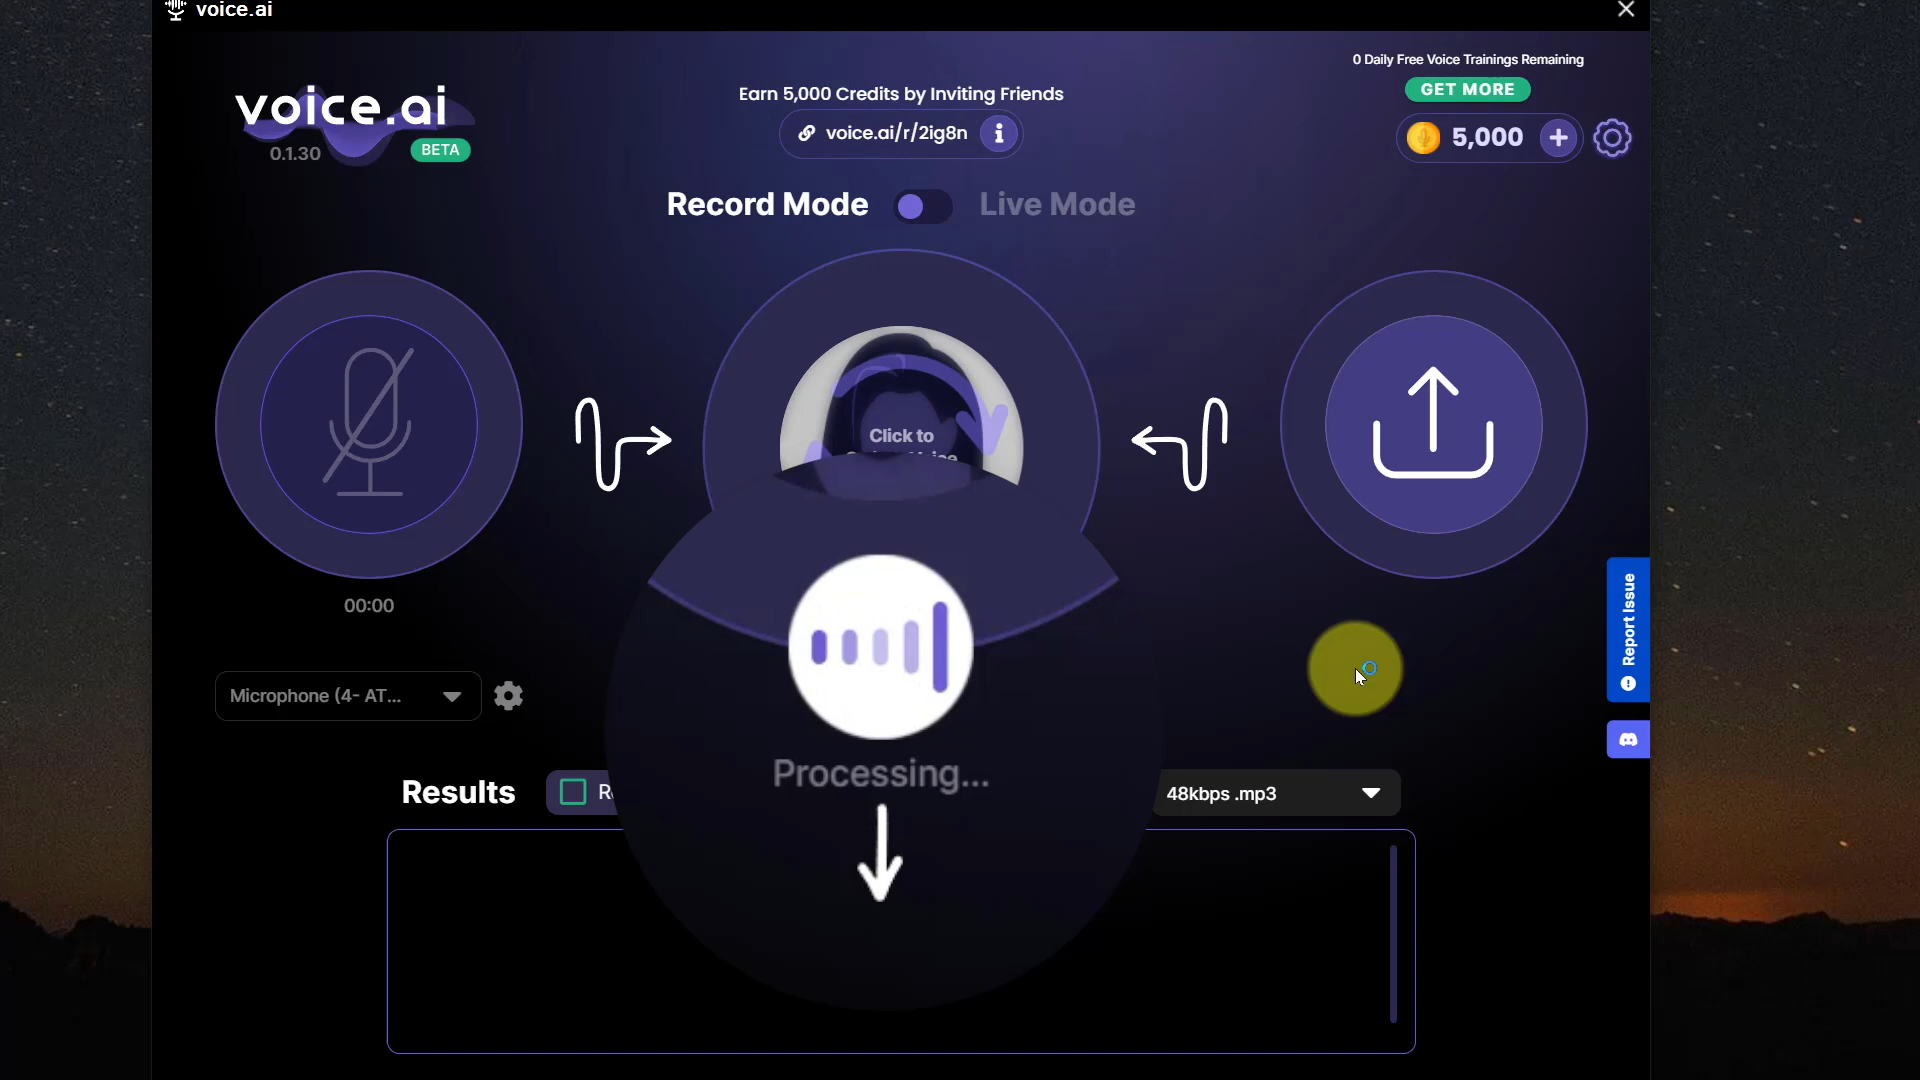 voice.ai
0 Daily Free Voice Trainings Remaining
GET MORE
voice.ai
0.1.30
BETA
Earn 5,000 Credits by Inviting Friends
voice.ai/r/2ig8n
5,000
Record Mode
Live Mode
Click to
00:00
Microphone (4- AT...
Report Issue
Processing...
Results
48kbps .mp3